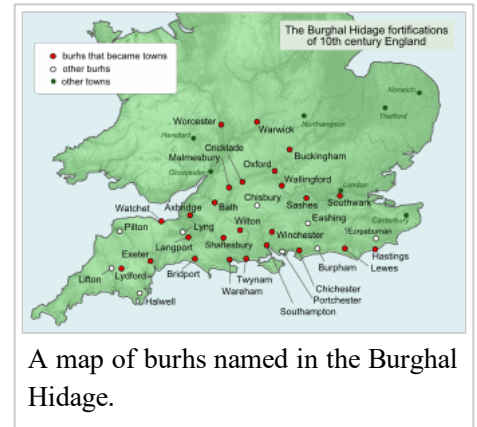 The Burghal Hidage fortifications
of 10th century England
burhs that became towns
other burhs
other towns
Norwich
Thetford
Worcester
Warwick
Northampton
Hereford
Cricklade
Malmesbury
Buckingham
Oxford
Gloucester
Wallingford
London
Chisbury
Sashes
Southwark
Watchet
Axbridge
Bath
Canterbury
Pilton
Lyng
Wilton
Eashing
?Eorpeburnan
Exeter
Langport
Shaftesbury
Winchester
Hastings
Lifton
Lydford
Bridport
Burpham
Lewes
Twynam
Wareham
Chichester
Portchester
Halwell
Southampton
A map of burhs named in the Burghal
Hidage.